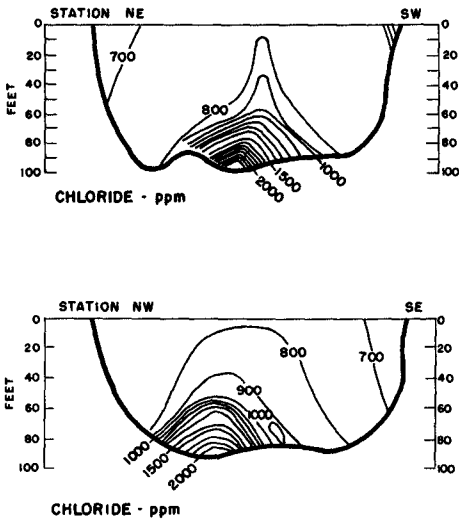 STATION NE SW
0 700 0
20 20
FEET
40 40
60 800 60
80 80
100 100
1000
1500
2000
CHLORIDE - ppm
STATION NW SE
0 0
20 800 700 20
40 40
FEET
60 900 60
1000
80 80
1000
1500
100 2000 100
CHLORIDE - ppm